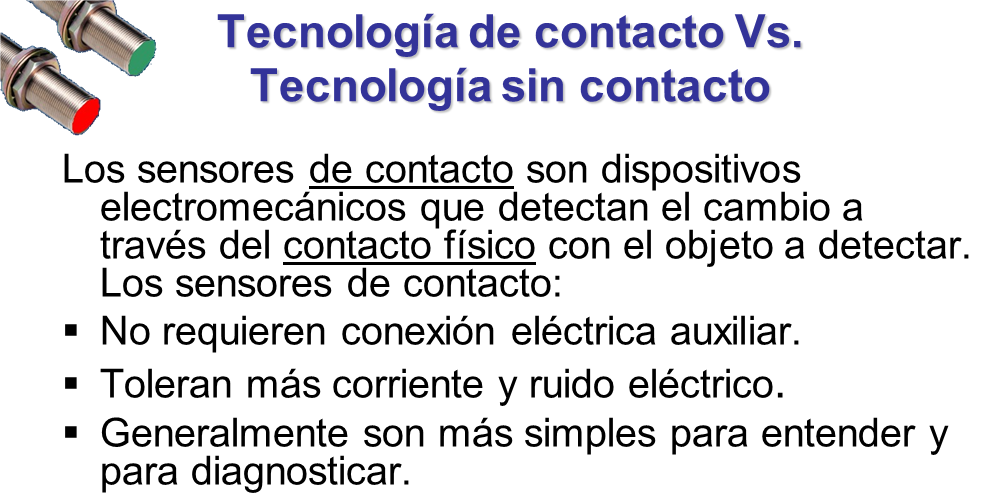 Tecnología de contacto Vs.
Tecnología sin contacto
Los sensores de contacto son dispositivos
electromecánicos que detectan el cambio a
través del contacto físico con el objeto a detectar.
Los sensores de contacto:
▪ No requieren conexión eléctrica auxiliar.
▪ Toleran más corriente y ruido eléctrico.
▪ Generalmente son más simples para entender y
para diagnosticar.